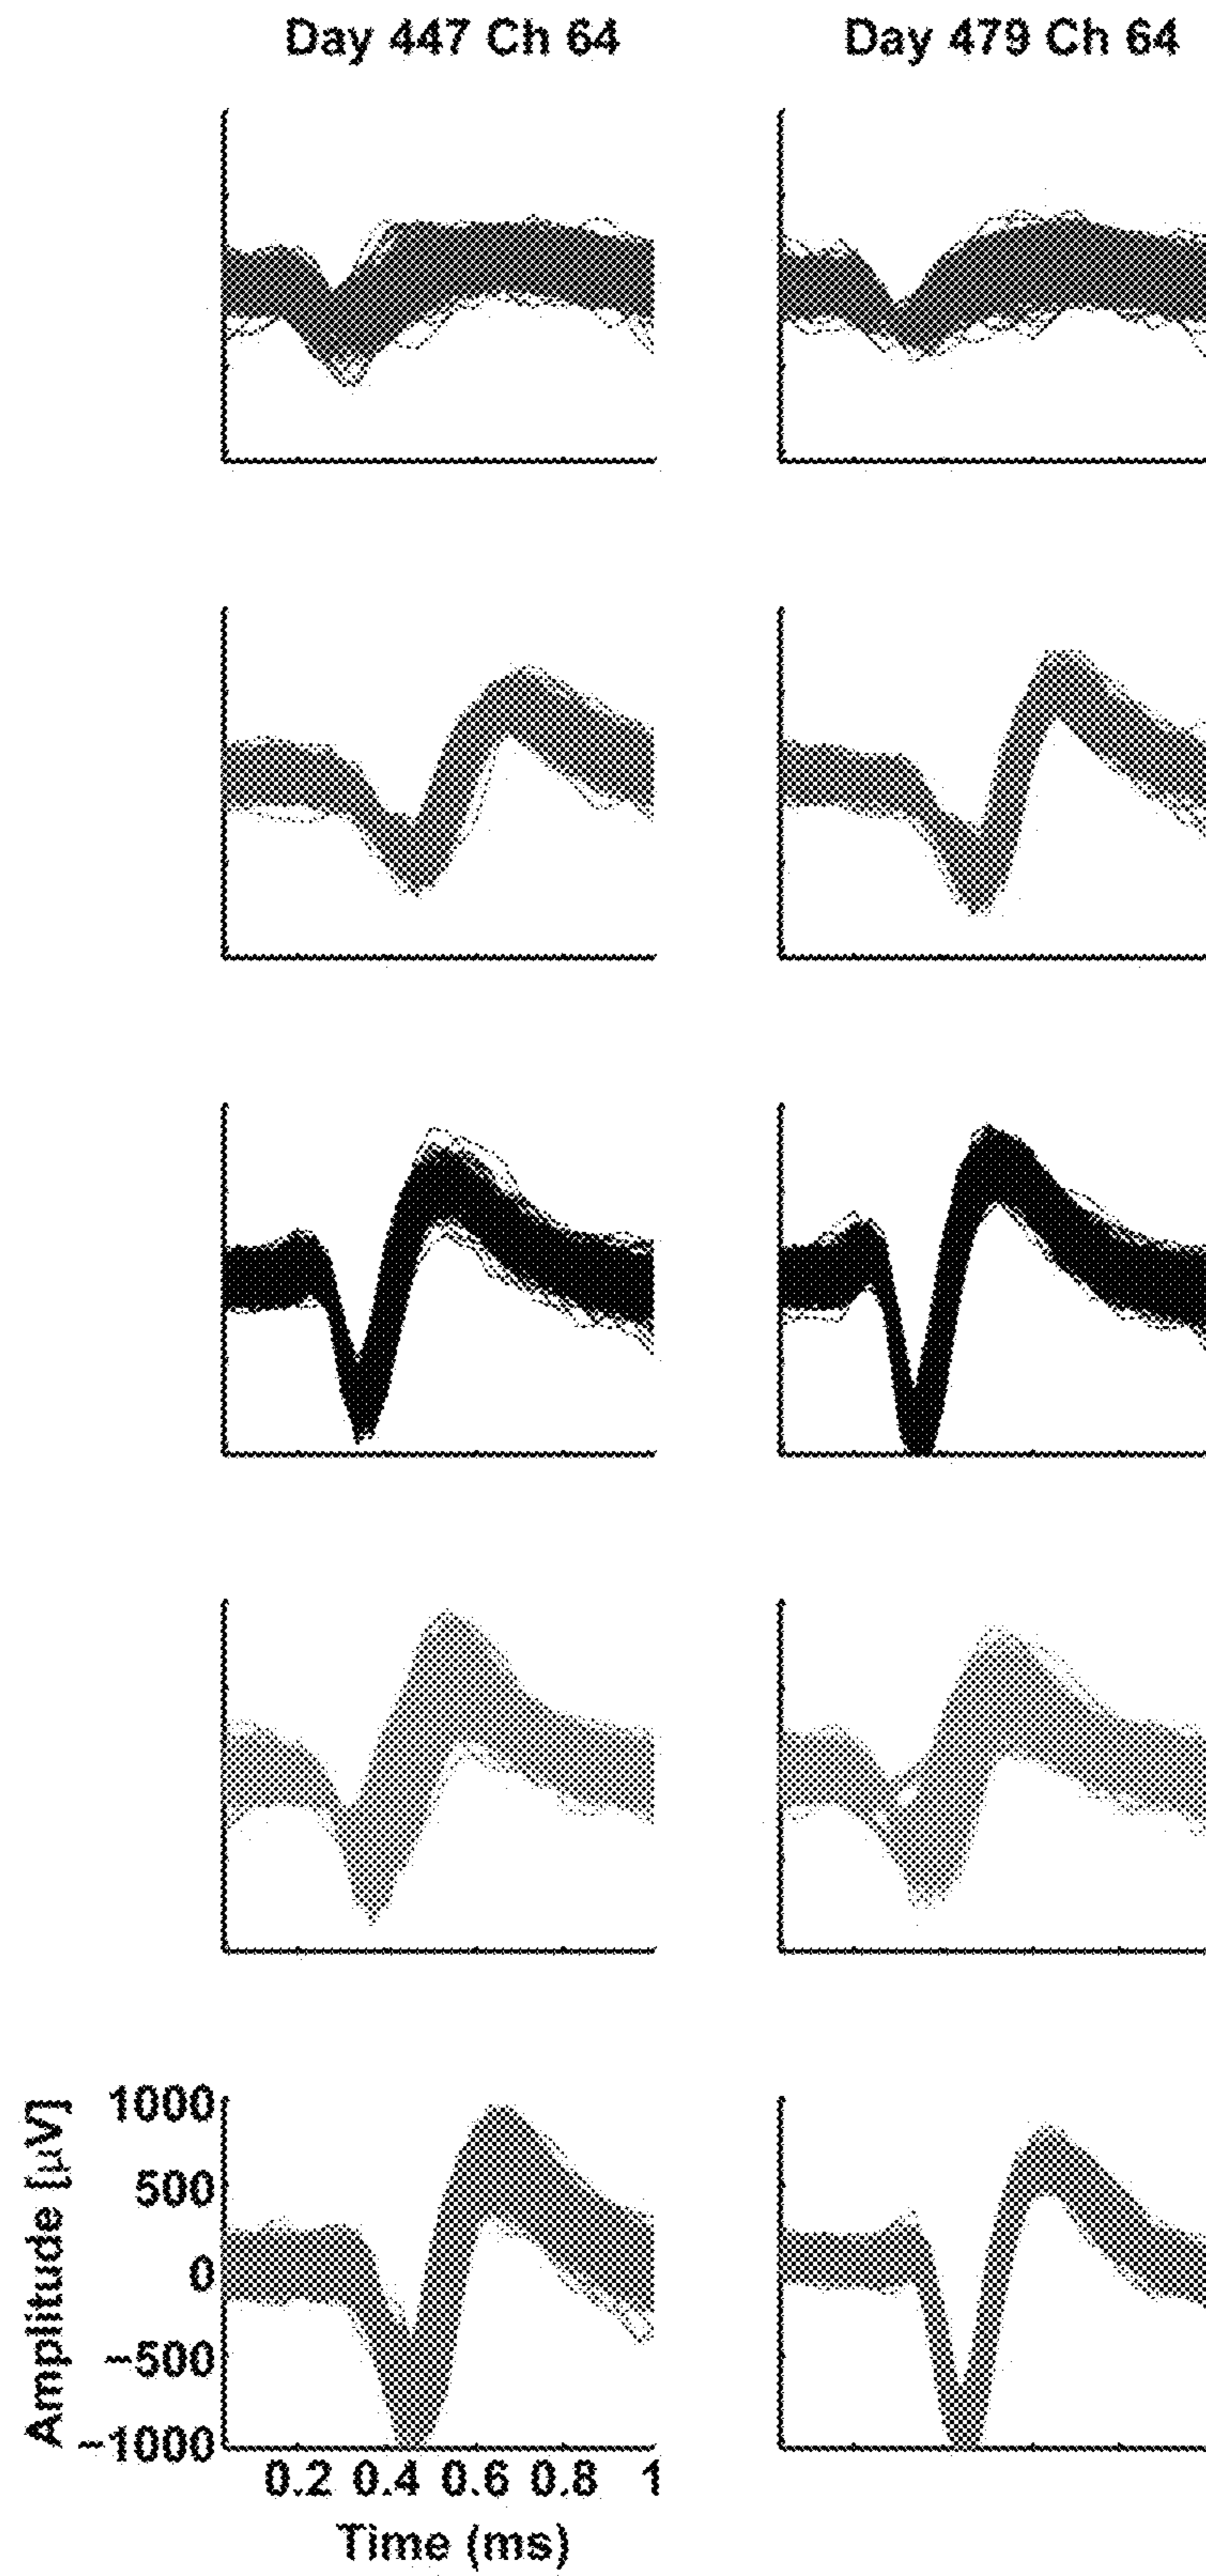 Day 447 Ch 64
Day 479 Ch 64
Amplitude [µV]
1000
500
0
-500
-1000
0.2 0.4 0.6 0.8 1
Time (ms)